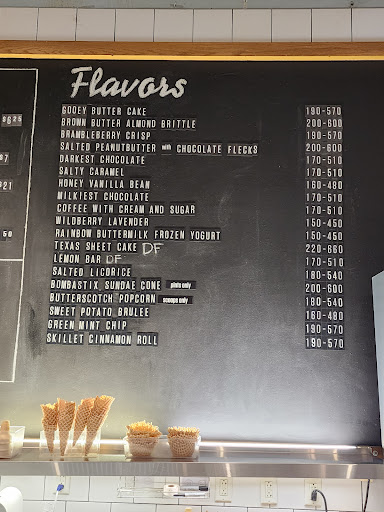 Flavors
GOOEY BUTTER CAKE 190-570
BROWN BUTTER ALMOND BRITTLE 200-600
BRAMBLEBERRY CRISP 190-570
SALTED PEANUTBUTTER with CHOCOLATE FLECKS 200-600
DARKEST CHOCOLATE 170-510
SALTY CARAMEL 170-510
HONEY VANILLA BEAN 160-480
MILKIEST CHOCOLATE 170-510
COFFEE WITH CREAM AND SUGAR 170-510
WILDBERRY LAVENDER 150-450
RAINBOW BUTTERMILK FROZEN YOGURT 150-450
TEXAS SHEET CAKE DF 220-660
LEMON BAR DF 170-510
SALTED LICORICE 180-540
BOMBASTIX SUNDAE CONE pints only 200-600
BUTTERSCOTCH POPCORN scoops only 180-540
SWEET POTATO BRULEE 160-480
GREEN MINT CHIP 190-570
SKILLET CINNAMON ROLL 190-570